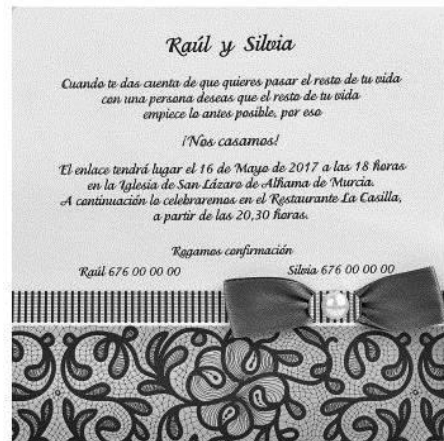 Raúl y Silvia
Cuando te das cuenta de que quieres pasar el resto de tu vida
con una persona deseas que el resto de tu vida
empiece lo antes posible, por eso
¡Nos casamos!
El enlace tendrá lugar el 16 de Mayo de 2017 a las 18 horas
en la Iglesia de San Lázaro de Alhama de Murcia.
A continuación lo celebraremos en el Restaurante La Casilla,
a partir de las 20,30 horas.
Rogamos confirmación
Raúl 676 00 00 00 Silvia 676 00 00 00